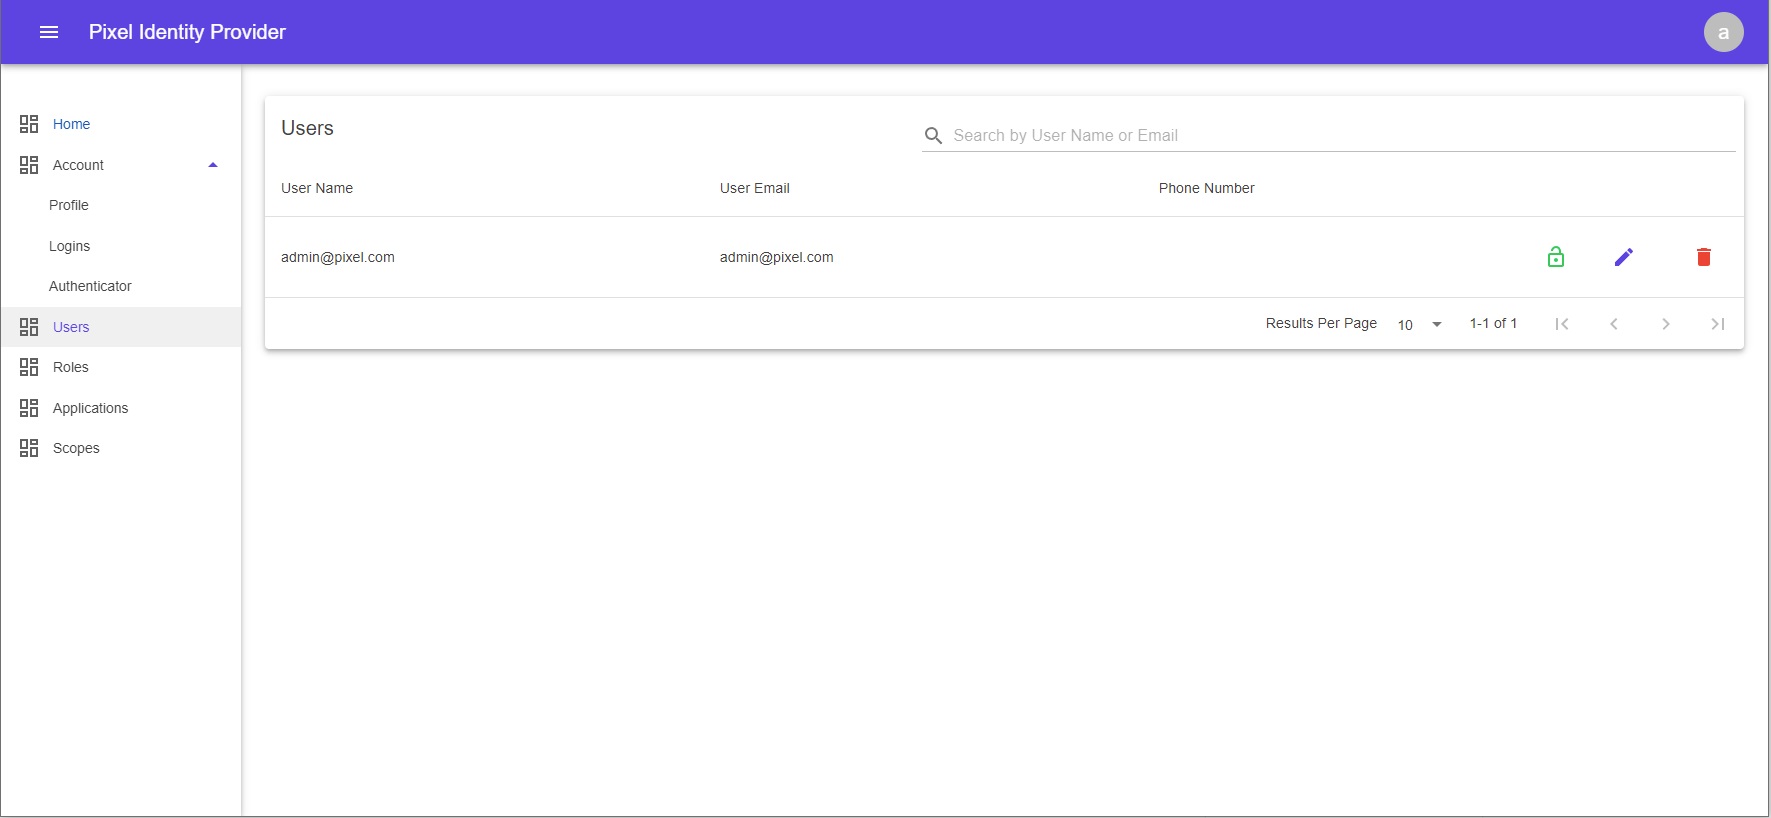 Pixel Identity Provider
a
Home
Account
Profile
Logins
Authenticator
Users
Roles
Applications
Scopes
Users
Search by User Name or Email
User Name User Email Phone Number
admin@pixel.com admin@pixel.com
Results Per Page 10 1-1 of 1